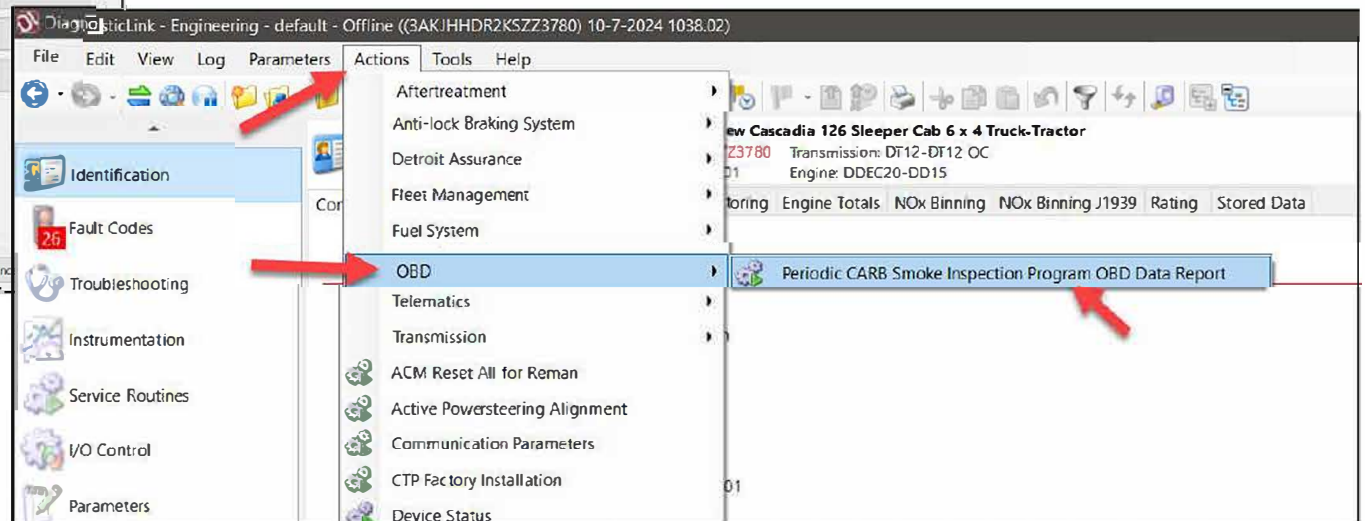 DiagnosticLink - Engineering - default - Offline ((3AKJHHDR2KSZZ3780) 10-7-2024 1038.02)
File Edit View Log Parameters Actions Tools Help
Aftertreatment
Anti-lock Braking System
ew Cascadia 126 Sleeper Cab 6 x 4 Truck-Tractor
Z3780 Transmission: DT12-DT12 OC
Detroit Assurance
01 Engine: DDEC20-DD15
Identification
Fleet Management
Cor
toring Engine Totals NOx Binning NOx Binning J1939 Rating Stored Data
Fault Codes
26
Fuel System
OBD
Periodic CARB Smoke Inspection Program OBD Data Report
Troubleshooting
Telematics
Instrumentation
Transmission
ACM Reset All for Reman
Service Routines
Active Powersteering Alignment
I/O Control
Communication Parameters
CTP Factory Installation
01
Parameters
Device Status